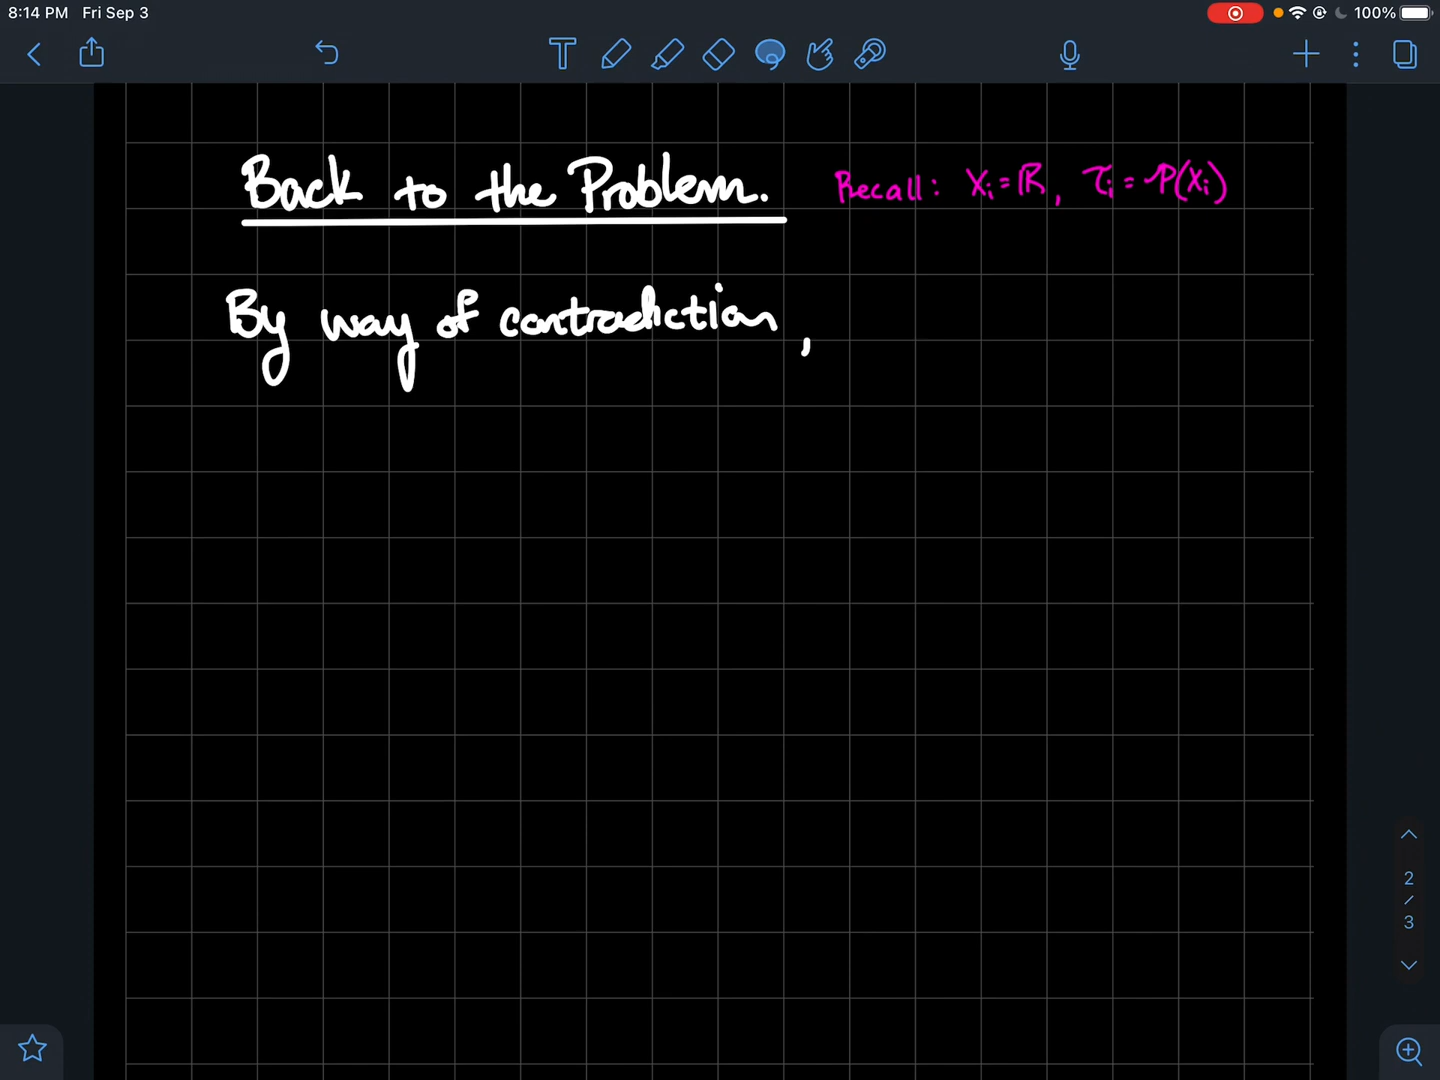 8:14 PM Fri Sep 3 100%
Back to the Problem. Recall: Xᵢ = ℝ, τᵢ = 𝒫(Xᵢ)
By way of contradiction,
2
/
3